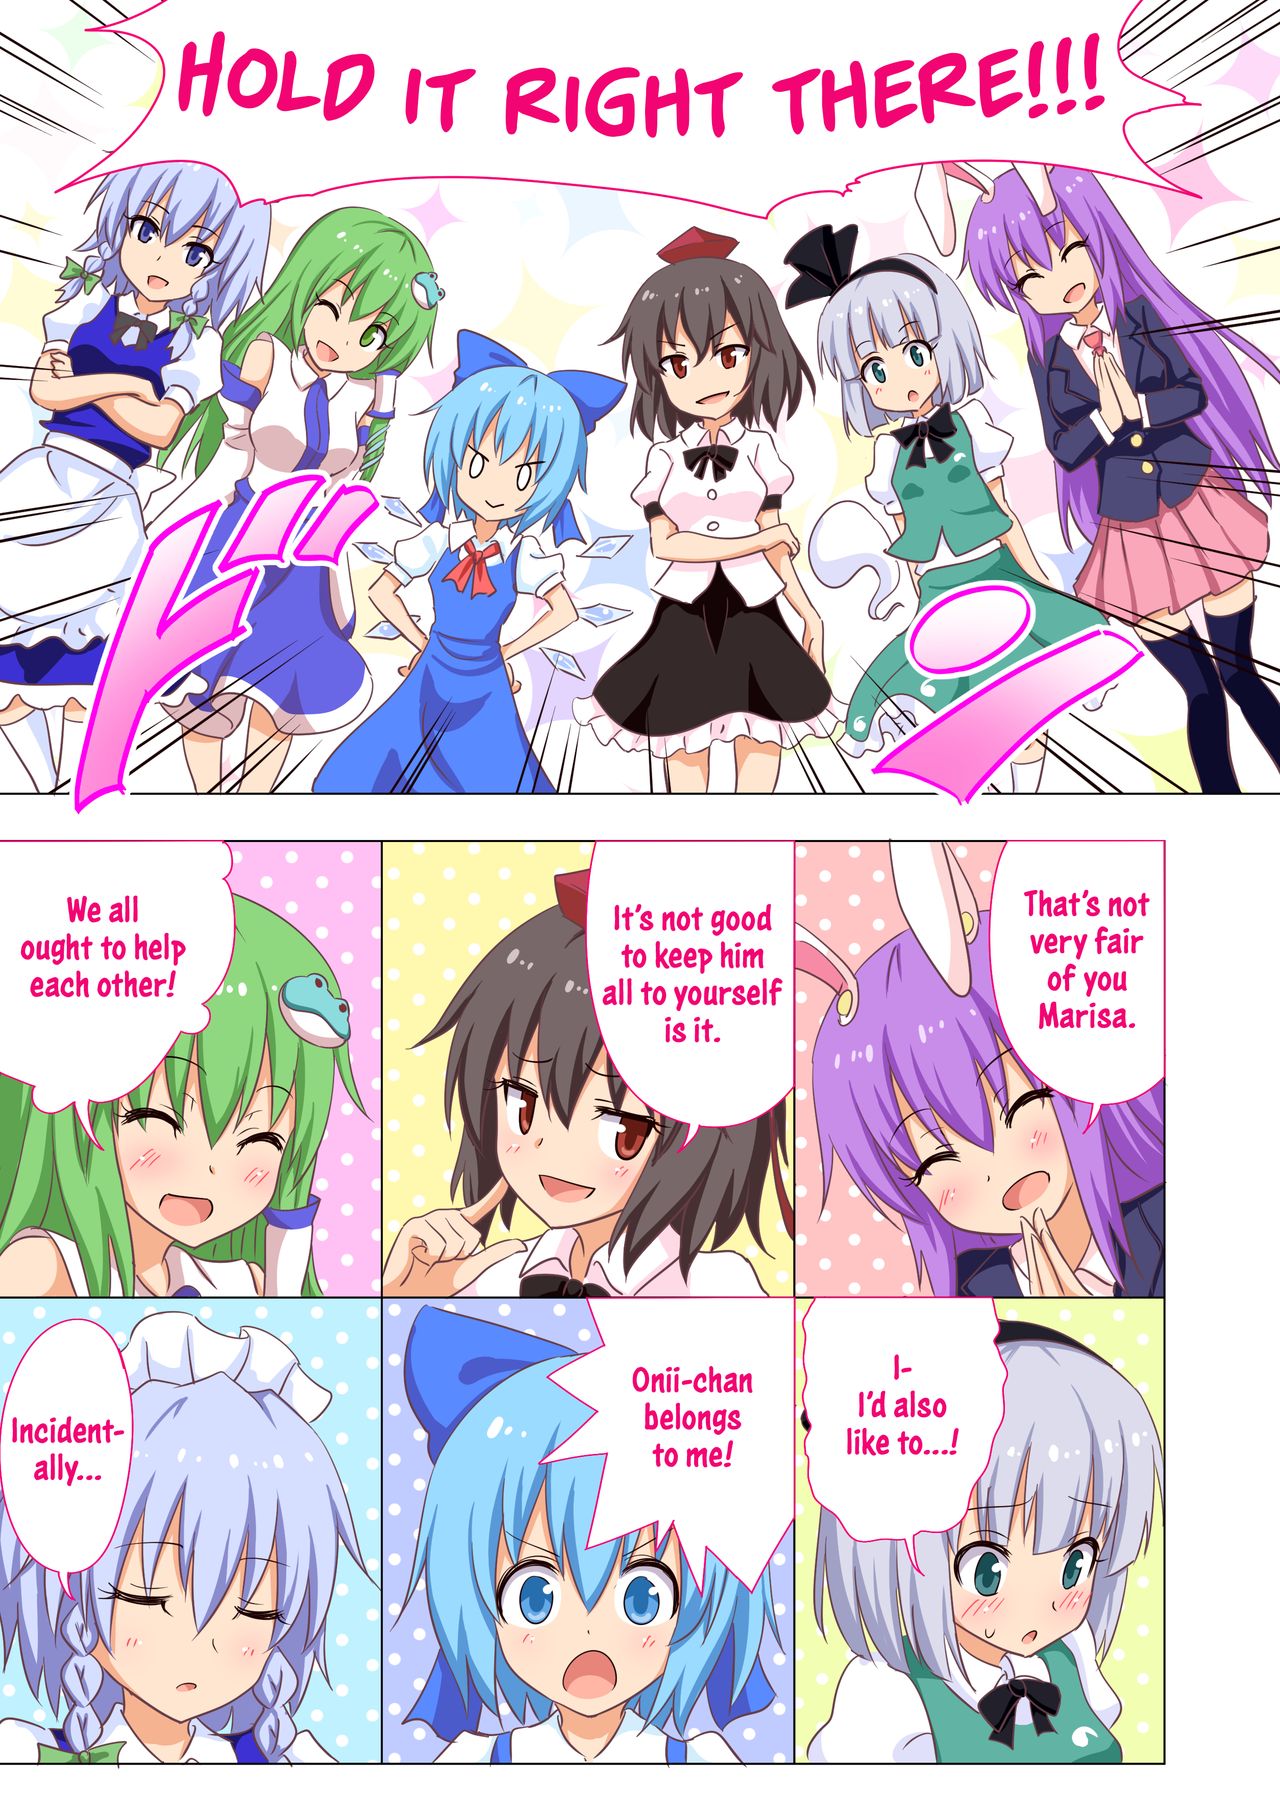 HOLD IT RIGHT THERE!!!
ドドン
That's not
very fair
of you
Marisa.
It's not good
to keep him
all to yourself
is it.
We all
ought to help
each other!
I-
I'd also
like to...!
Onii-chan
belongs
to me!
Incident-
ally...